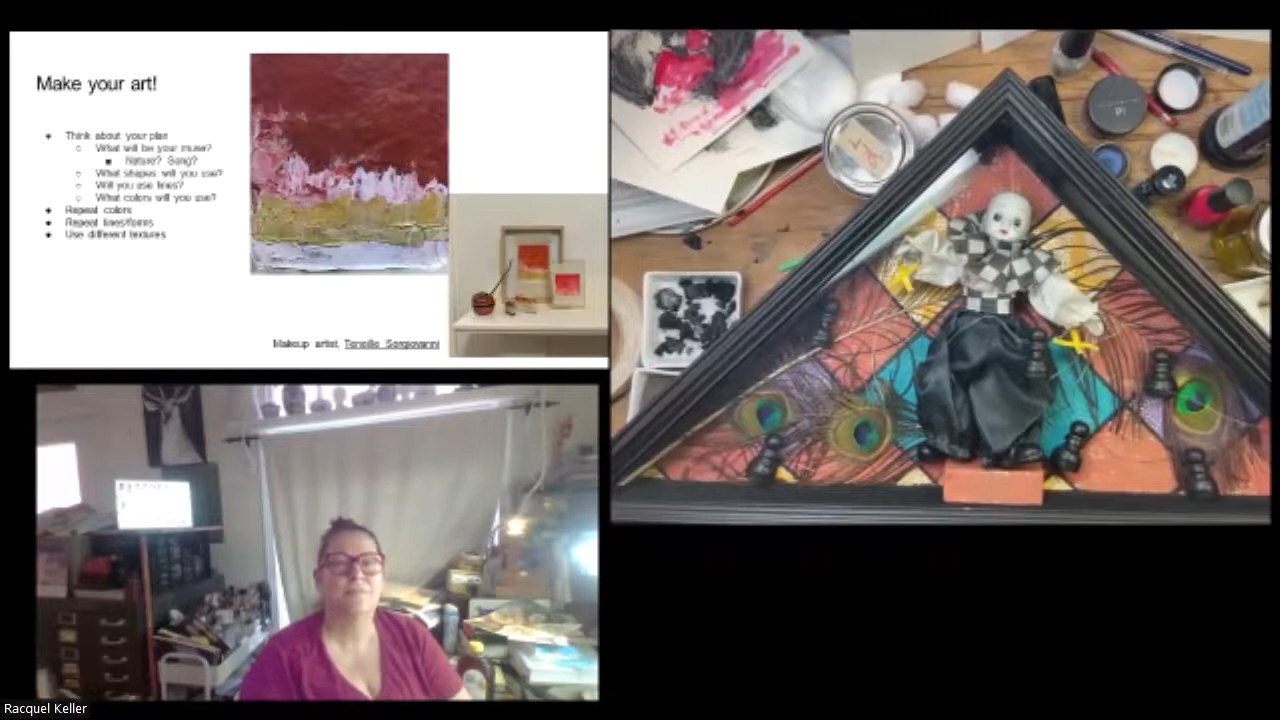 Make your art!
Think about your plan
What will be your muse?
Nature? Song?
What shapes will you use?
Will you use lines?
What colors will you use?
Repeat colors
Repeat lines/forms
Use different textures
Makeup artist,
Racquel Keller